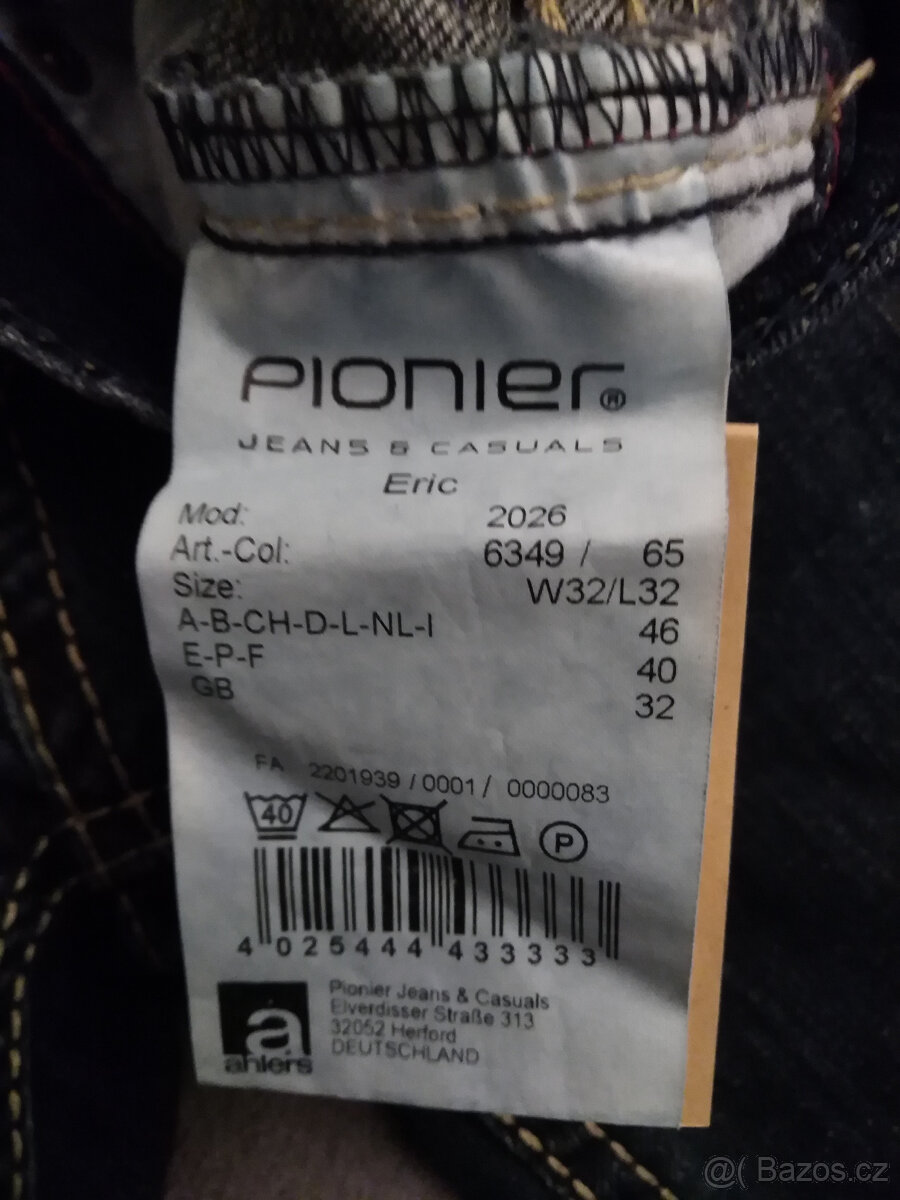 PIONIER®
JEANS & CASUALS
Eric
Mod: 2026
Art.-Col: 6349 / 65
Size: W32/L32
A-B-CH-D-L-NL-I 46
E-P-F 40
GB 32
FA 2201939 / 0001 / 0000083
40 P
4 025444 433333
a
ahlers
Pionier Jeans & Casuals
Elverdisser Straße 313
32052 Herford
DEUTSCHLAND
@( Bazos.cz